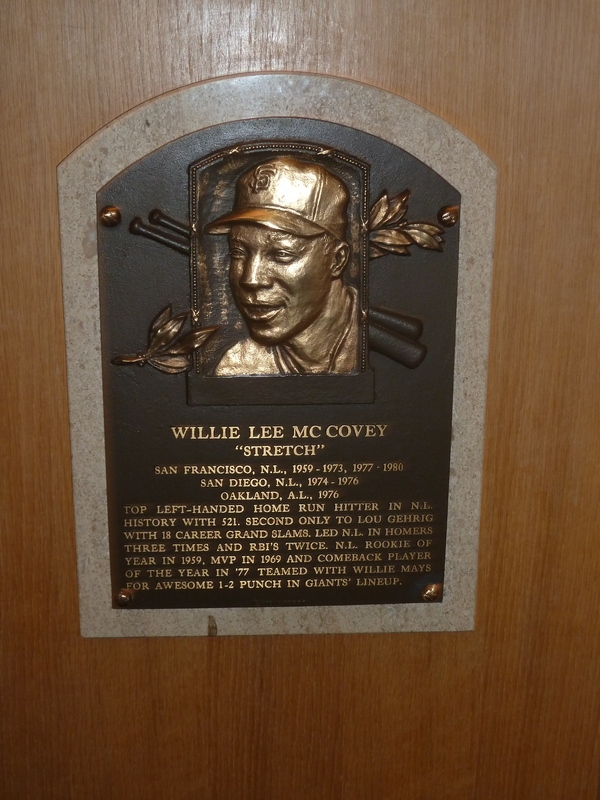 SF
WILLIE LEE MC COVEY
"STRETCH"
SAN FRANCISCO, N.L., 1959-1973, 1977-1980
SAN DIEGO, N.L., 1974-1976
OAKLAND, A.L., 1976
TOP LEFT-HANDED HOME RUN HITTER IN N.L.
HISTORY WITH 521. SECOND ONLY TO LOU GEHRIG
WITH 18 CAREER GRAND SLAMS. LED N.L. IN HOMERS
THREE TIMES AND RBI'S TWICE. N.L. ROOKIE OF
YEAR IN 1959, MVP IN 1969 AND COMEBACK PLAYER
OF THE YEAR IN '77 TEAMED WITH WILLIE MAYS
FOR AWESOME 1-2 PUNCH IN GIANTS' LINEUP.